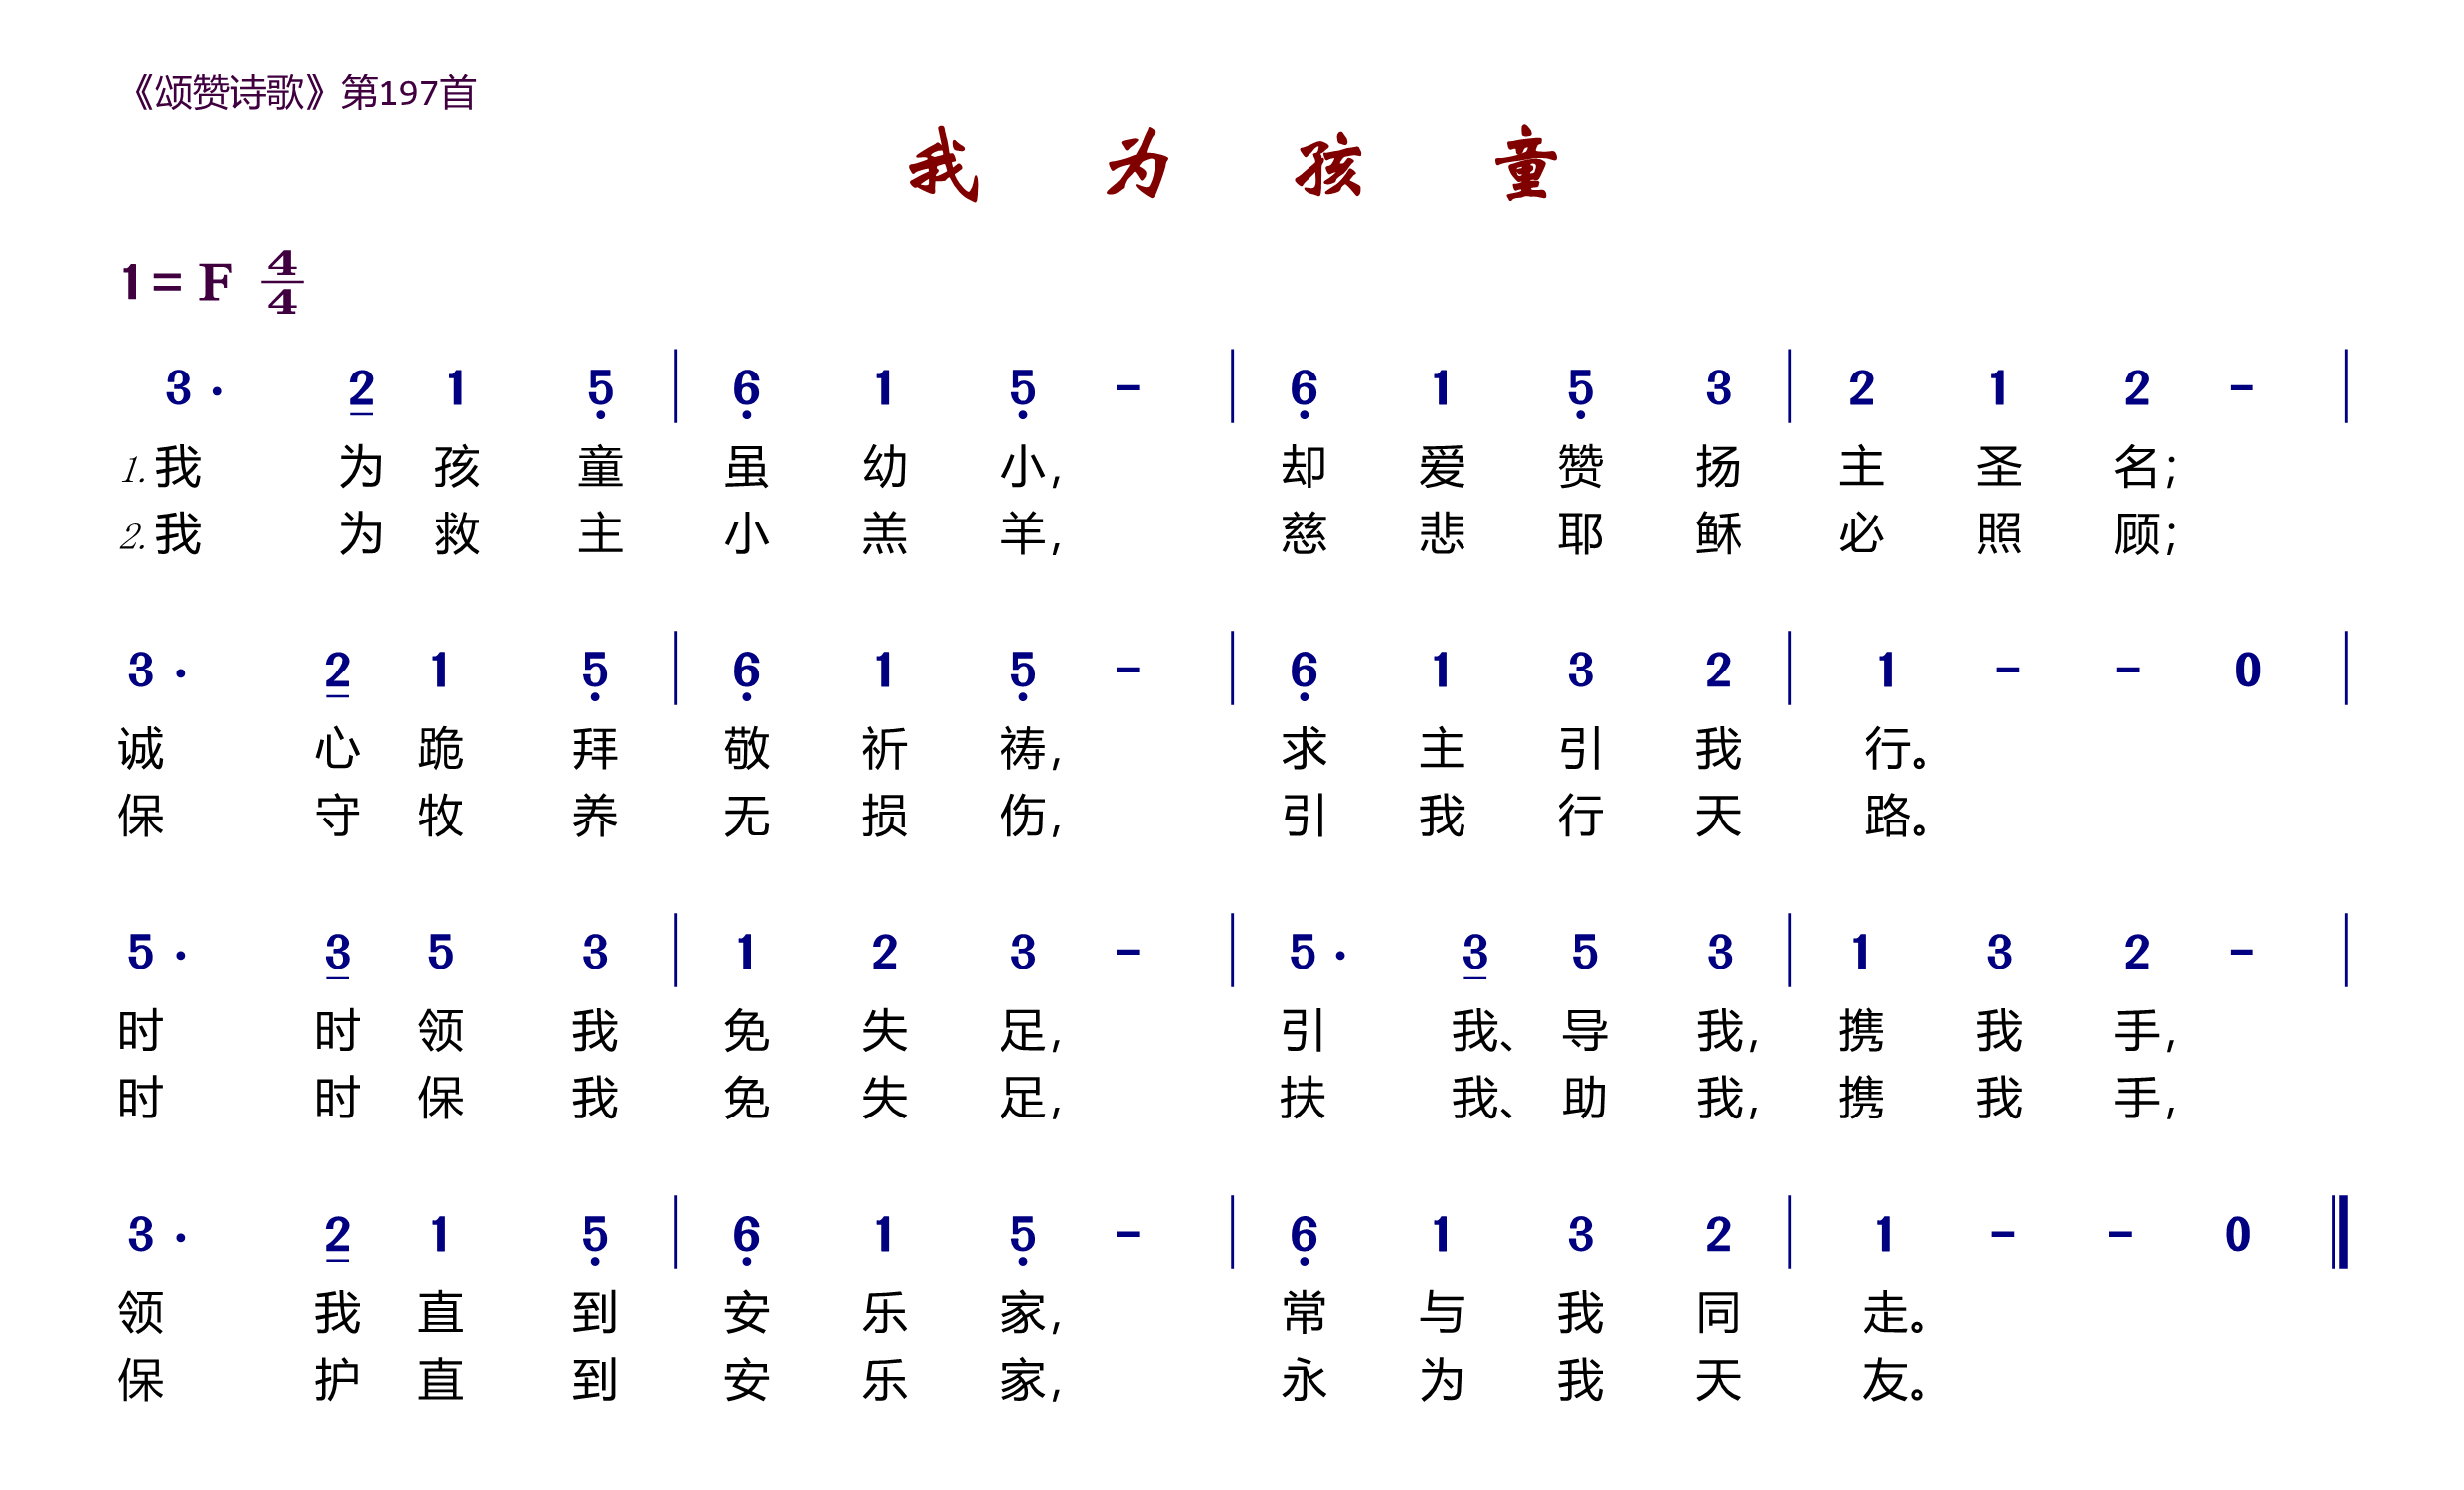 《颂赞诗歌》第197首
我为孩童
1=F 4/4
3· 2 1 5 | 6 1 5 - | 6 1 5 3 | 2 1 2 - |
1.我为孩童虽幼小,却爱赞扬主圣名;
2.我为救主小羔羊,慈悲耶稣必照顾;
3· 2 1 5 | 6 1 5 - | 6 1 3 2 | 1 - - 0 |
诚心跪拜敬祈祷,求主引我行。
保守牧养无损伤,引我行天路。
5· 3 5 3 | 1 2 3 - | 5· 3 5 3 | 1 3 2 - |
时时领我免失足,引我、导我,携我手,
时时保我免失足,扶我、助我,携我手,
3· 2 1 5 | 6 1 5 - | 6 1 3 2 | 1 - - 0 ‖
领我直到安乐家,常与我同走。
保护直到安乐家,永为我天友。